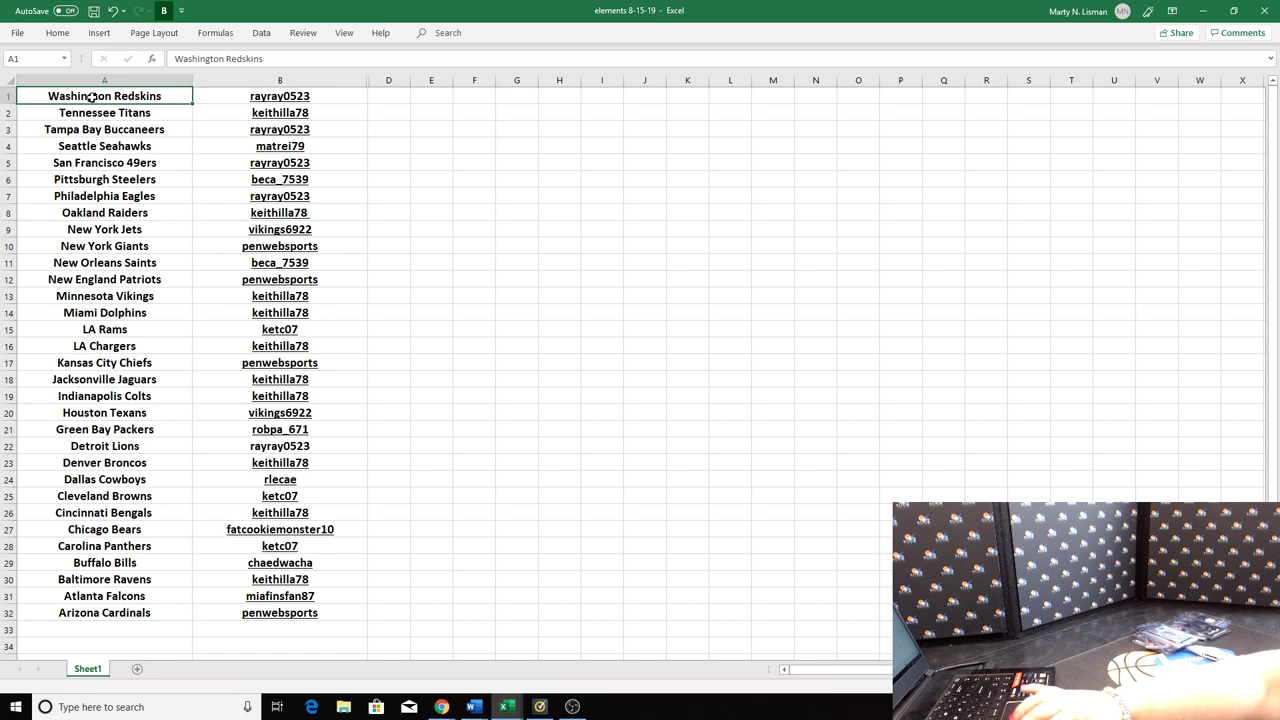 AutoSave Off B elements 8-15-19 - Excel Marty N. Lisman MN
File Home Insert Page Layout Formulas Data Review View Help Search Share Comments
A1 fx Washington Redskins
A B D E F G H I J K L M N O P Q R S T U V W X
1 Washington Redskins rayray0523
2 Tennessee Titans keithilla78
3 Tampa Bay Buccaneers rayray0523
4 Seattle Seahawks matrei79
5 San Francisco 49ers rayray0523
6 Pittsburgh Steelers beca_7539
7 Philadelphia Eagles rayray0523
8 Oakland Raiders keithilla78
9 New York Jets vikings6922
10 New York Giants penwebsports
11 New Orleans Saints beca_7539
12 New England Patriots penwebsports
13 Minnesota Vikings keithilla78
14 Miami Dolphins keithilla78
15 LA Rams ketc07
16 LA Chargers keithilla78
17 Kansas City Chiefs penwebsports
18 Jacksonville Jaguars keithilla78
19 Indianapolis Colts keithilla78
20 Houston Texans vikings6922
21 Green Bay Packers robpa_671
22 Detroit Lions rayray0523
23 Denver Broncos keithilla78
24 Dallas Cowboys rlecae
25 Cleveland Browns ketc07
26 Cincinnati Bengals keithilla78
27 Chicago Bears fatcookiemonster10
28 Carolina Panthers ketc07
29 Buffalo Bills chaedwacha
30 Baltimore Ravens keithilla78
31 Atlanta Falcons miafinsfan87
32 Arizona Cardinals penwebsports
33
34
Sheet1
Type here to search